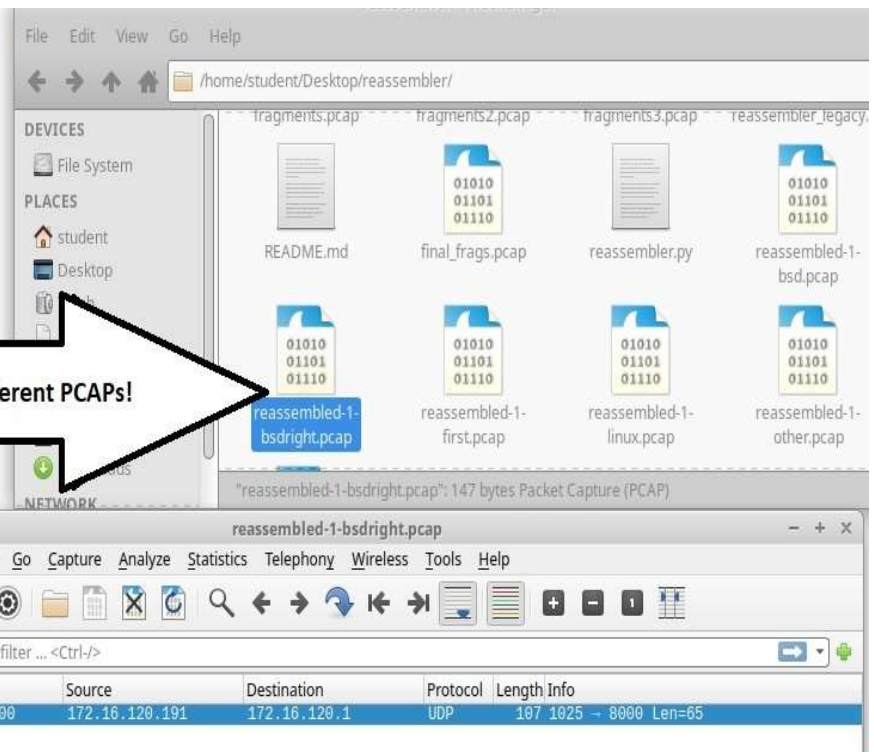 File Edit View Go Help
/home/student/Desktop/reassembler/
DEVICES
File System
PLACES
student
Desktop
NETWORK
fragments.pcap fragments2.pcap fragments3.pcap reassembler_legacy.
README.md final_frags.pcap reassembler.py reassembled-1-
bsd.pcap
erent PCAPs!
reassembled-1- reassembled-1- reassembled-1- reassembled-1-
bsdright.pcap first.pcap linux.pcap other.pcap
"reassembled-1-bsdright.pcap": 147 bytes Packet Capture (PCAP)
reassembled-1-bsdright.pcap
Go Capture Analyze Statistics Telephony Wireless Tools Help
filter ... <Ctrl-/>
Source Destination Protocol Length Info
00 172.16.120.191 172.16.120.1 UDP 107 1025 → 8000 Len=65